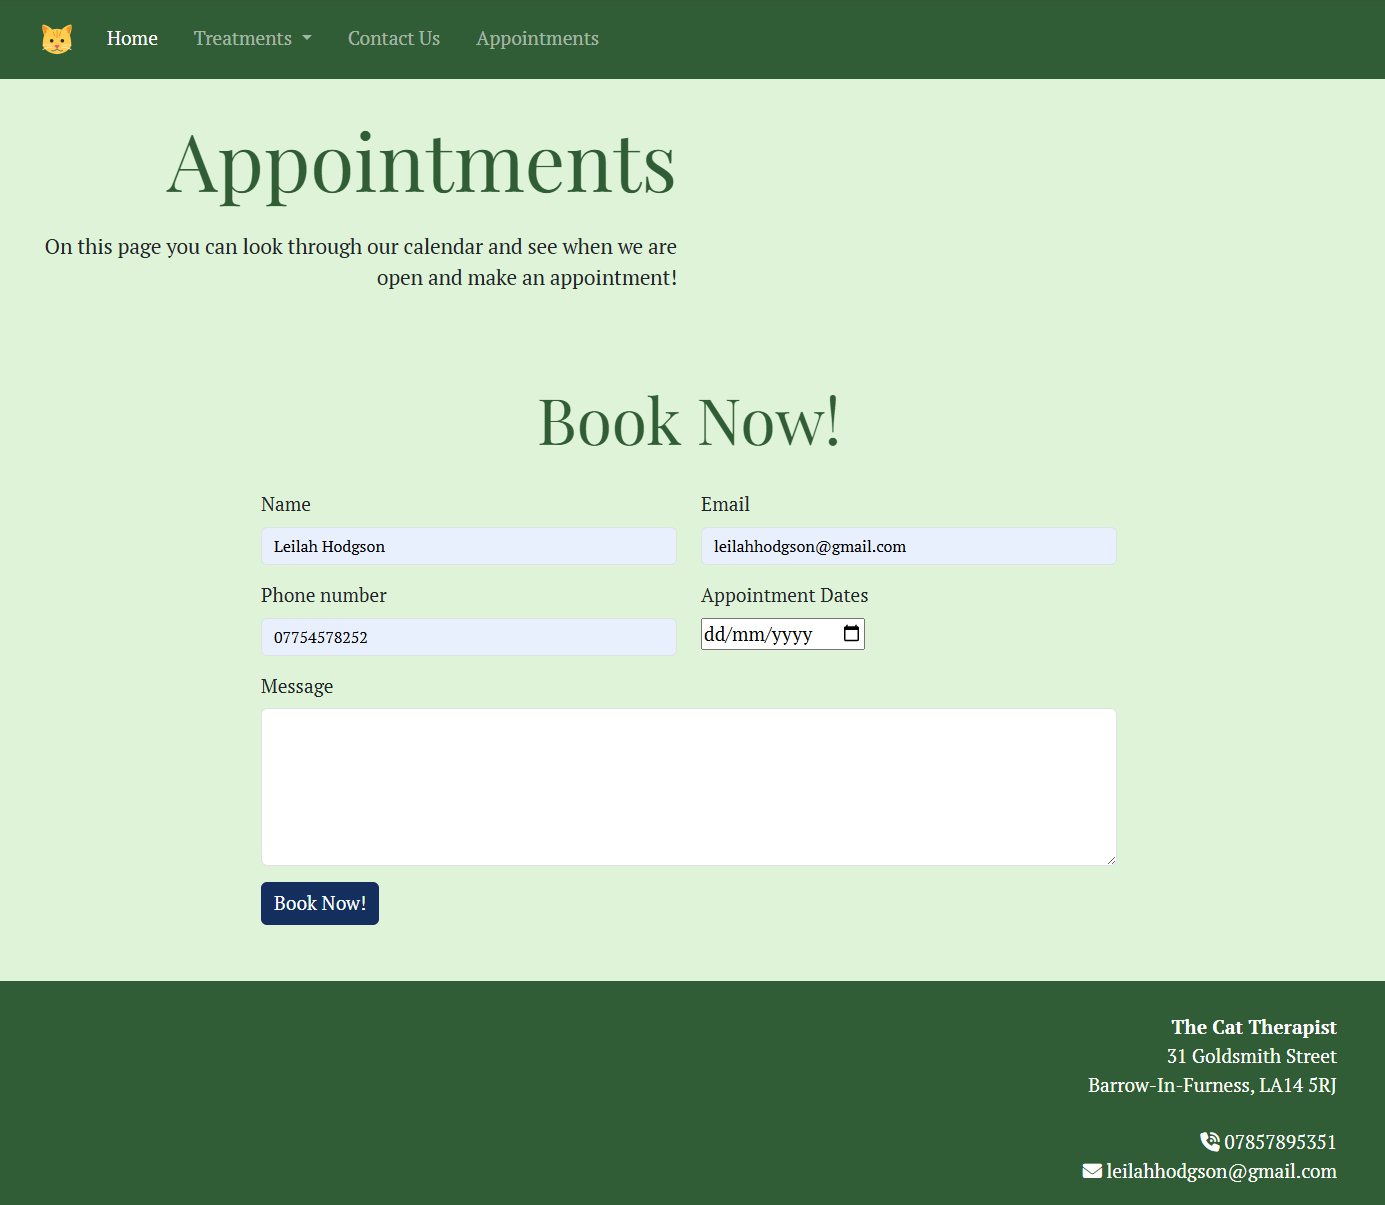 Home Treatments Contact Us Appointments
Appointments
On this page you can look through our calendar and see when we are
open and make an appointment!
Book Now!
Name
Leilah Hodgson
Email
leilahhodgson@gmail.com
Phone number
07754578252
Appointment Dates
dd/mm/yyyy
Message
Book Now!
The Cat Therapist
31 Goldsmith Street
Barrow-In-Furness, LA14 5RJ
07857895351
leilahhodgson@gmail.com